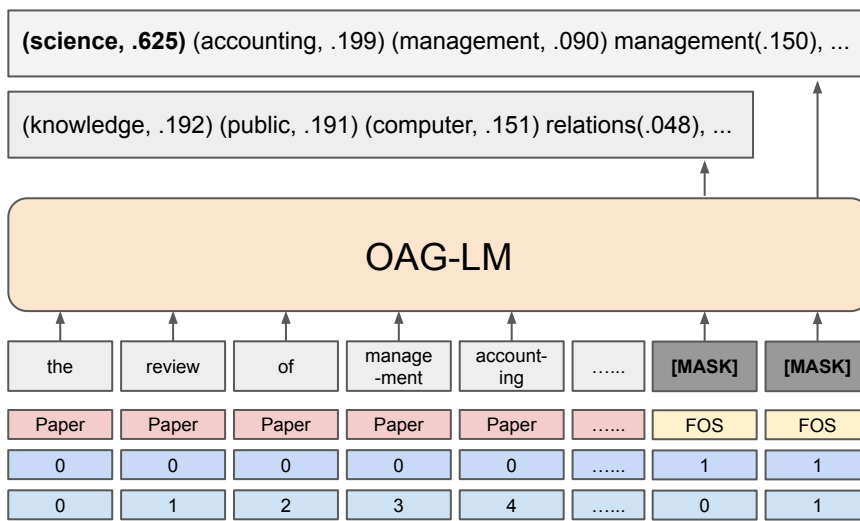 (science, .625) (accounting, .199) (management, .090) management(.150), ...
(knowledge, .192) (public, .191) (computer, .151) relations(.048), ...
OAG-LM
the review of manage account- ...... [MASK] [MASK]
-ment ing
Paper Paper Paper Paper Paper ...... FOS FOS
0 0 0 0 0 ...... 1 1
0 1 2 3 4 ...... 0 1